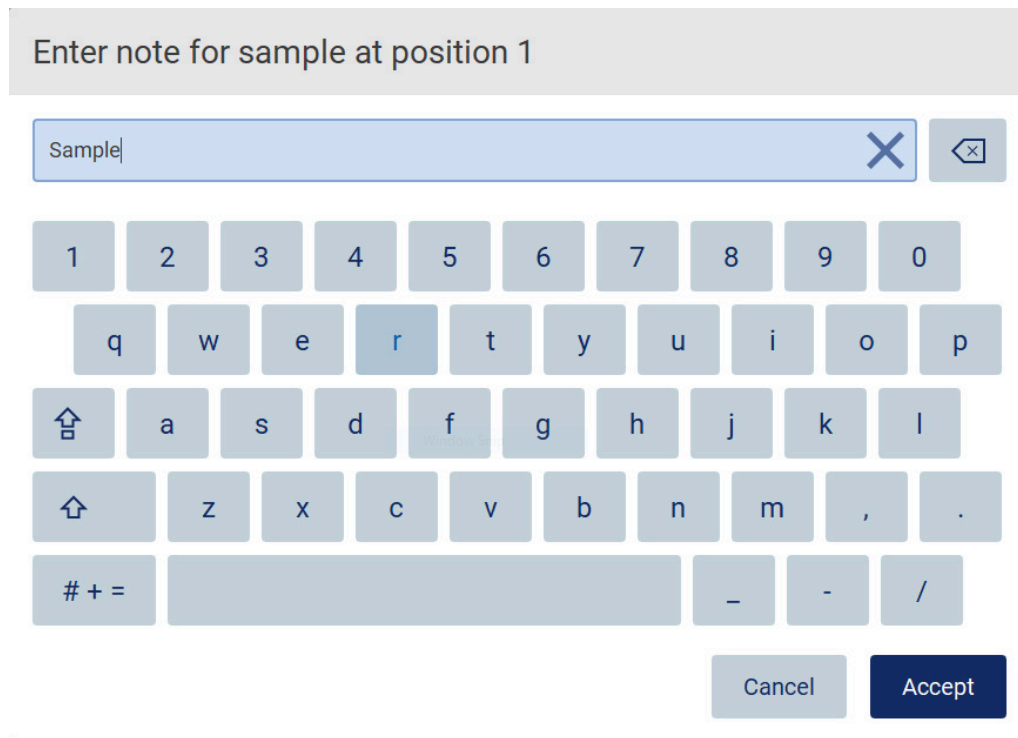 Enter note for sample at position 1
Sample
1 2 3 4 5 6 7 8 9 0
q w e r t y u i o p
a s d f g h j k l
z x c v b n m , .
# + = _ - /
Cancel Accept